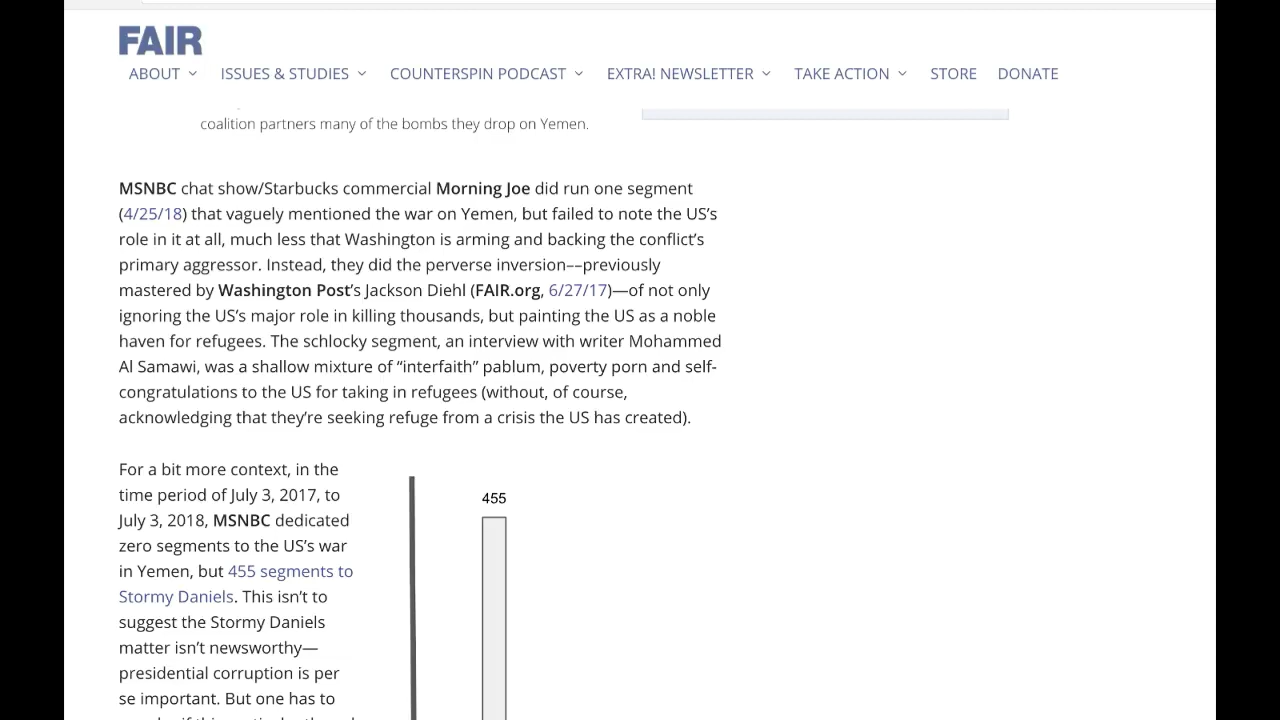 FAIR
ABOUT ISSUES & STUDIES COUNTERSPIN PODCAST EXTRA! NEWSLETTER TAKE ACTION STORE DONATE
coalition partners many of the bombs they drop on Yemen.
MSNBC chat show/Starbucks commercial Morning Joe did run one segment
(4/25/18) that vaguely mentioned the war on Yemen, but failed to note the US’s
role in it at all, much less that Washington is arming and backing the conflict’s
primary aggressor. Instead, they did the perverse inversion––previously
mastered by Washington Post’s Jackson Diehl (FAIR.org, 6/27/17)—of not only
ignoring the US’s major role in killing thousands, but painting the US as a noble
haven for refugees. The schlocky segment, an interview with writer Mohammed
Al Samawi, was a shallow mixture of “interfaith” pablum, poverty porn and self-
congratulations to the US for taking in refugees (without, of course,
acknowledging that they’re seeking refuge from a crisis the US has created).
For a bit more context, in the
time period of July 3, 2017, to
July 3, 2018, MSNBC dedicated
zero segments to the US’s war
in Yemen, but 455 segments to
Stormy Daniels. This isn’t to
suggest the Stormy Daniels
matter isn’t newsworthy—
presidential corruption is per
se important. But one has to
455